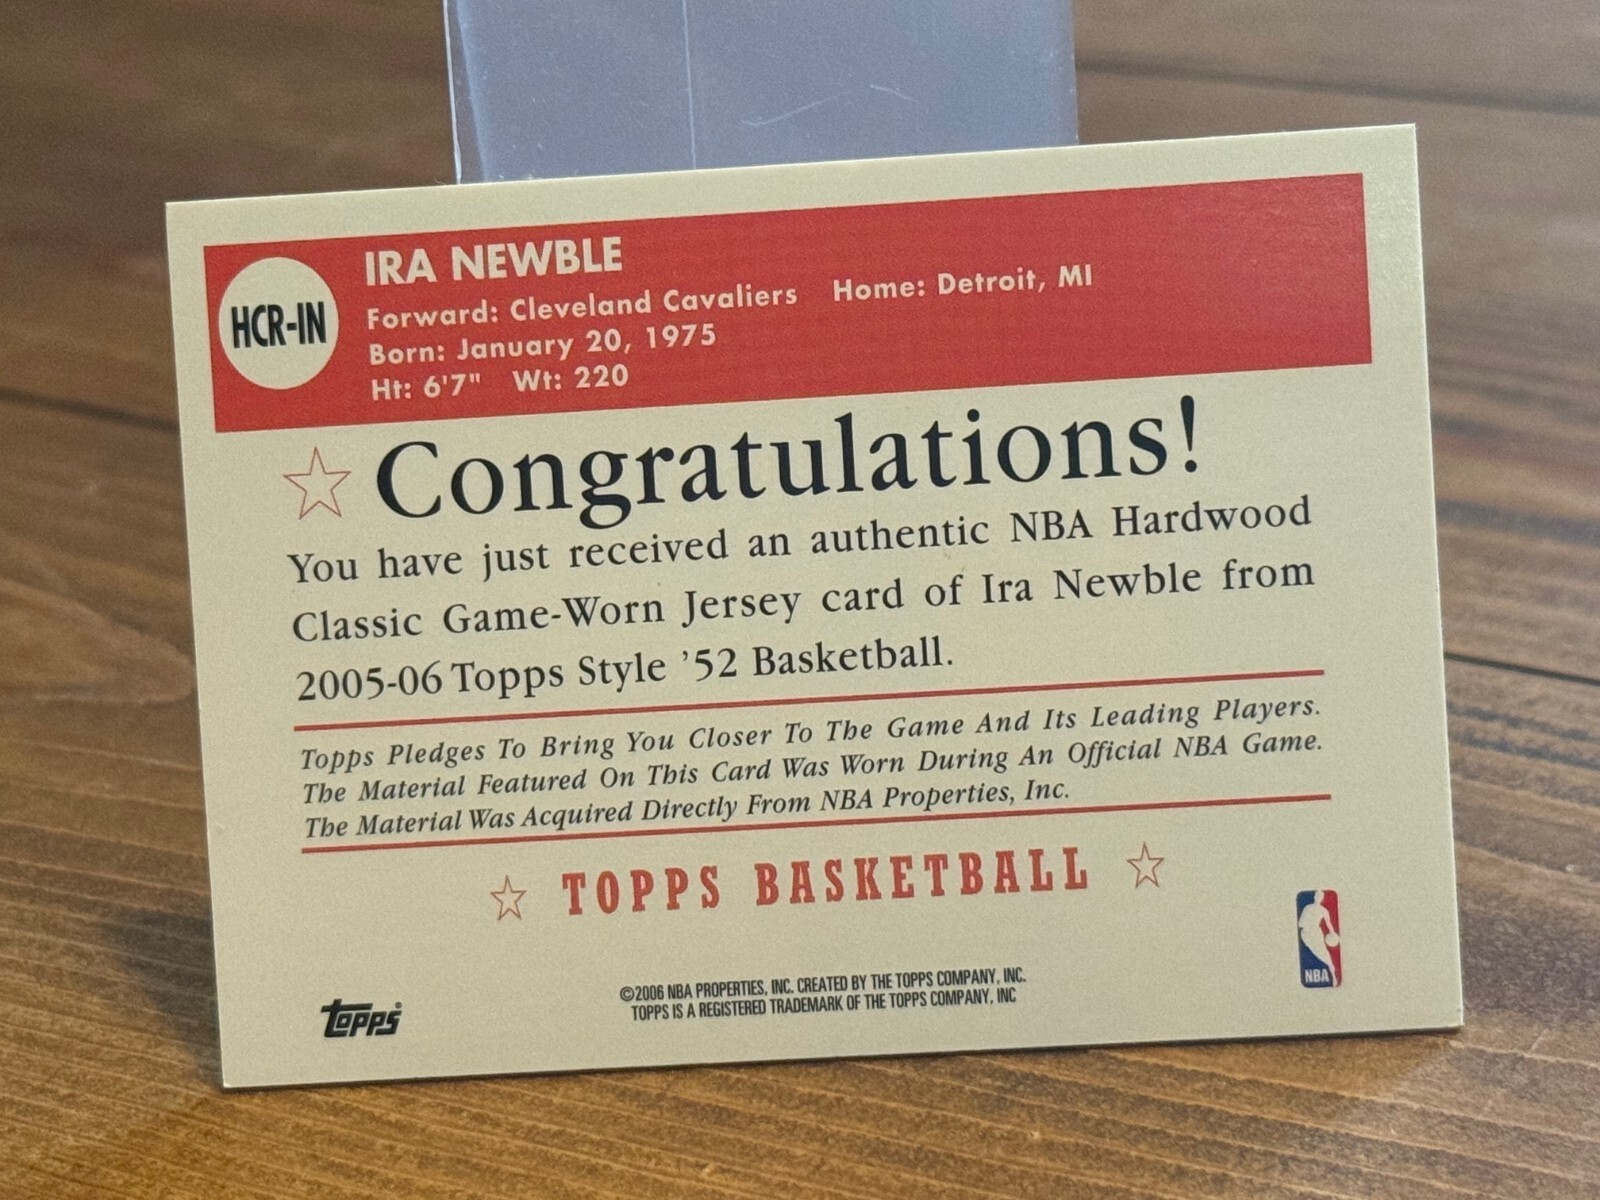 HCR-IN
IRA NEWBLE
Forward: Cleveland Cavaliers Home: Detroit, MI
Born: January 20, 1975
Ht: 6'7" Wt: 220
Congratulations!
You have just received an authentic NBA Hardwood
Classic Game-Worn Jersey card of Ira Newble from
2005-06 Topps Style ’52 Basketball.
Topps Pledges To Bring You Closer To The Game And Its Leading Players.
The Material Featured On This Card Was Worn During An Official NBA Game.
The Material Was Acquired Directly From NBA Properties, Inc.
TOPPS BASKETBALL
NBA
©2006 NBA PROPERTIES, INC. CREATED BY THE TOPPS COMPANY, INC.
TOPPS IS A REGISTERED TRADEMARK OF THE TOPPS COMPANY, INC
Topps®